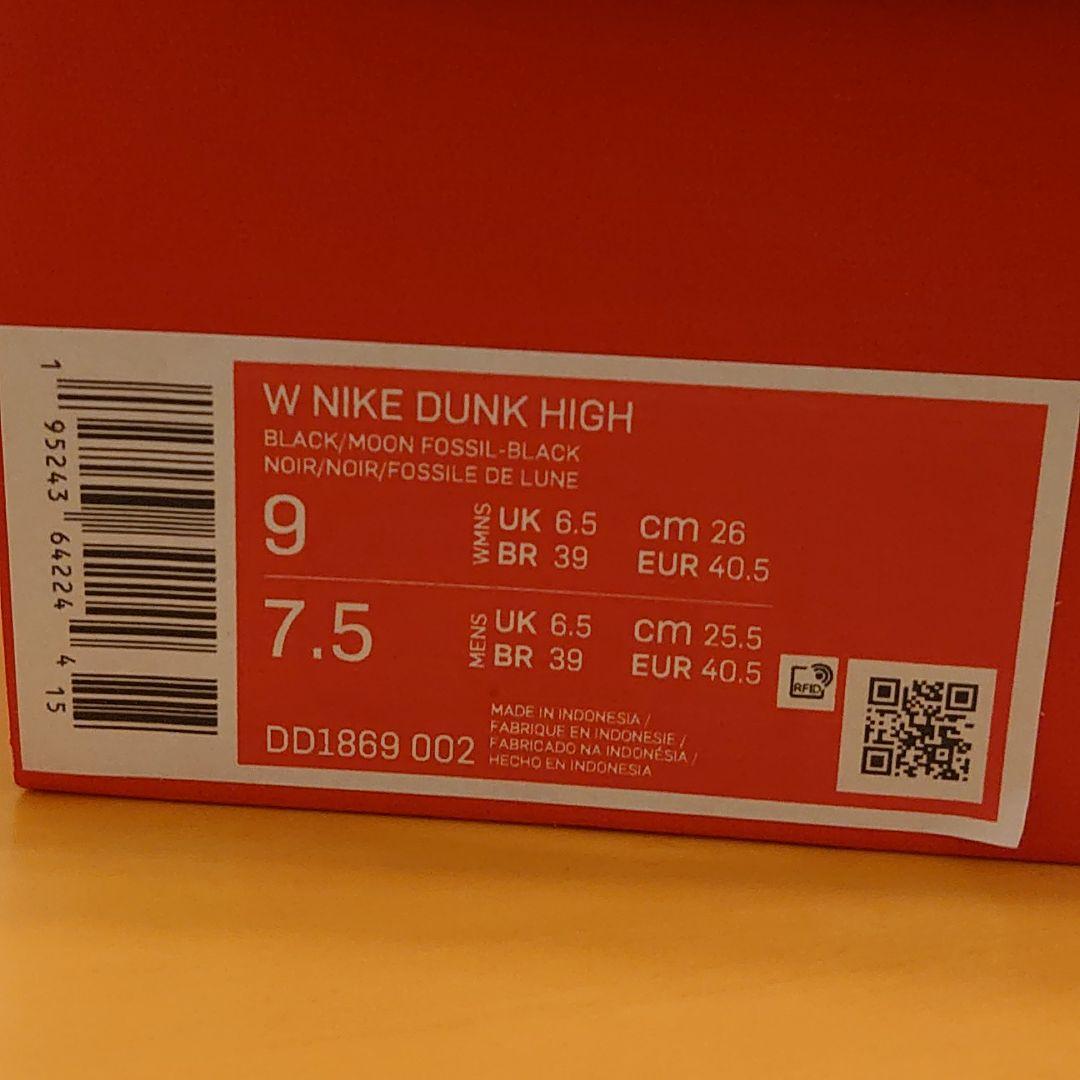 1 95243 64224 4 15
W NIKE DUNK HIGH
BLACK/MOON FOSSIL-BLACK
NOIR/NOIR/FOSSILE DE LUNE
9 WMNS UK 6.5 cm 26
BR 39 EUR 40.5
7.5 MENS UK 6.5 cm 25.5
BR 39 EUR 40.5
RFID
DD1869 002
MADE IN INDONESIA /
FABRIQUE EN INDONESIE /
FABRICADO NA INDONÉSIA /
HECHO EN INDONESIA